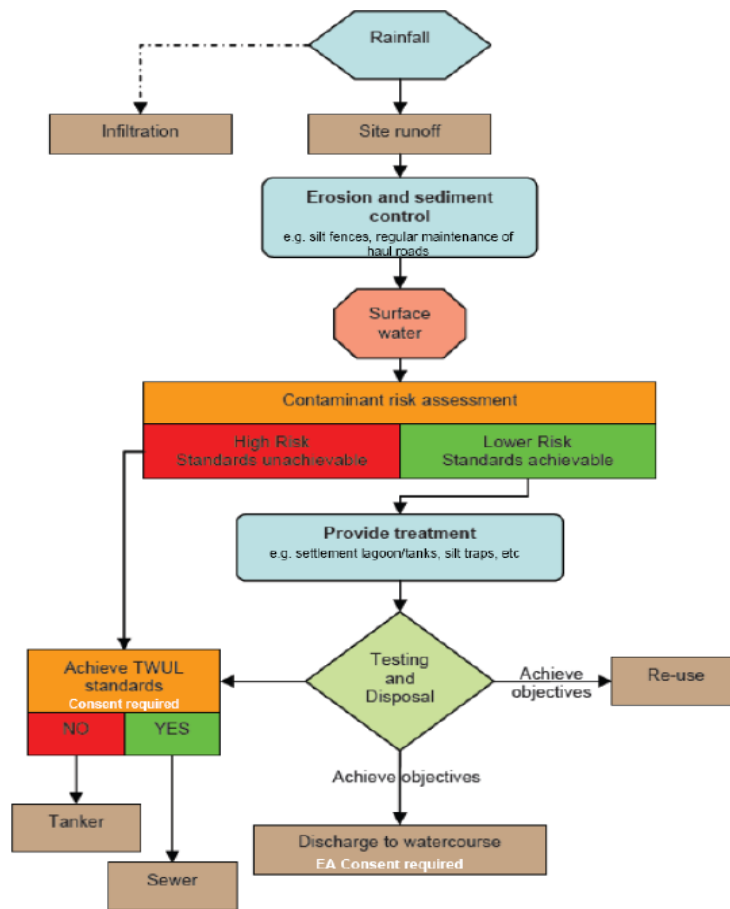 Rainfall
Infiltration
Site runoff
Erosion and sediment
control
e.g. silt fences, regular maintenance of
haul roads
Surface
water
Contaminant risk assessment
High Risk
Standards unachievable
Lower Risk
Standards achievable
Provide treatment
e.g. settlement lagoon/tanks, silt traps, etc
Testing
and
Disposal
Achieve
objectives
Re-use
Achieve TWUL
standards
Consent required
NO
YES
Achieve objectives
Tanker
Discharge to watercourse
EA Consent required
Sewer